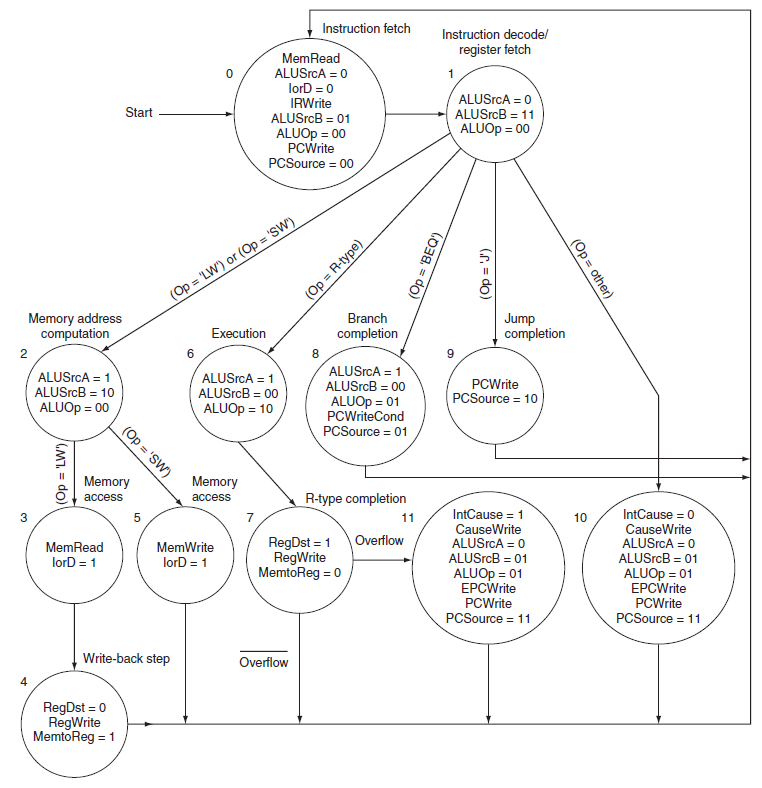 Instruction fetch
0
MemRead
ALUSrcA = 0
IorD = 0
IRWrite
ALUSrcB = 01
ALUOp = 00
PCWrite
PCSource = 00
Start
Instruction decode/
register fetch
1
ALUSrcA = 0
ALUSrcB = 11
ALUOp = 00
(Op = 'LW') or (Op = 'SW')
(Op = R-type)
(Op = 'BEQ')
(Op = 'J')
(Op = other)
Memory address
computation
2
ALUSrcA = 1
ALUSrcB = 10
ALUOp = 00
Execution
6
ALUSrcA = 1
ALUSrcB = 00
ALUOp = 10
Branch
completion
8
ALUSrcA = 1
ALUSrcB = 00
ALUOp = 01
PCWriteCond
PCSource = 01
Jump
completion
9
PCWrite
PCSource = 10
(Op = 'LW')
(Op = 'SW')
Memory
access
3
MemRead
IorD = 1
Memory
access
5
MemWrite
IorD = 1
R-type completion
7
RegDst = 1
RegWrite
MemtoReg = 0
Overflow
Overflow
11
IntCause = 1
CauseWrite
ALUSrcA = 0
ALUSrcB = 01
ALUOp = 01
EPCWrite
PCWrite
PCSource = 11
10
IntCause = 0
CauseWrite
ALUSrcA = 0
ALUSrcB = 01
ALUOp = 01
EPCWrite
PCWrite
PCSource = 11
Write-back step
4
RegDst = 0
RegWrite
MemtoReg = 1